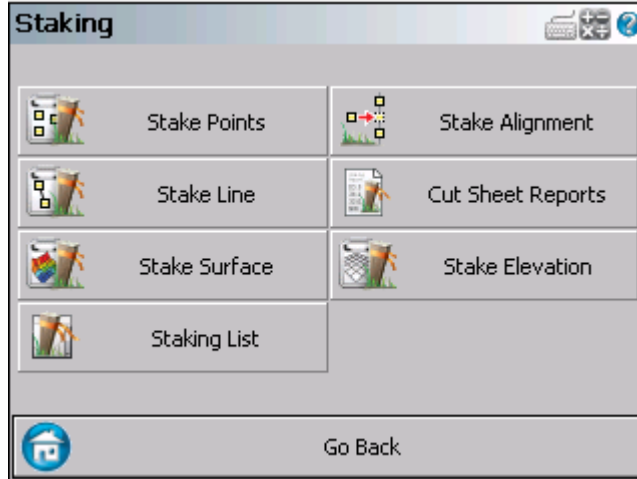 Staking
Stake Points
Stake Alignment
Stake Line
Cut Sheet Reports
Stake Surface
Stake Elevation
Staking List
Go Back